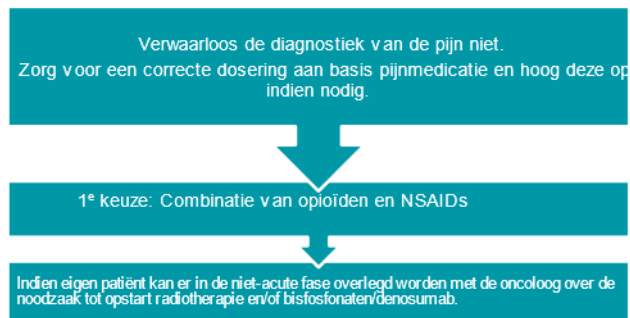 Verwaarloos de diagnostiek van de pijn niet.
Zorg voor een correcte dosering aan basis pijnmedicatie en hoog deze op
indien nodig.
1e keuze: Combinatie van opioïden en NSAIDs
Indien eigen patiënt kan er in de niet-acute fase overlegd worden met de oncoloog over de
noodzaak tot opstart radiotherapie en/of bisfosfonaten/denosumab.